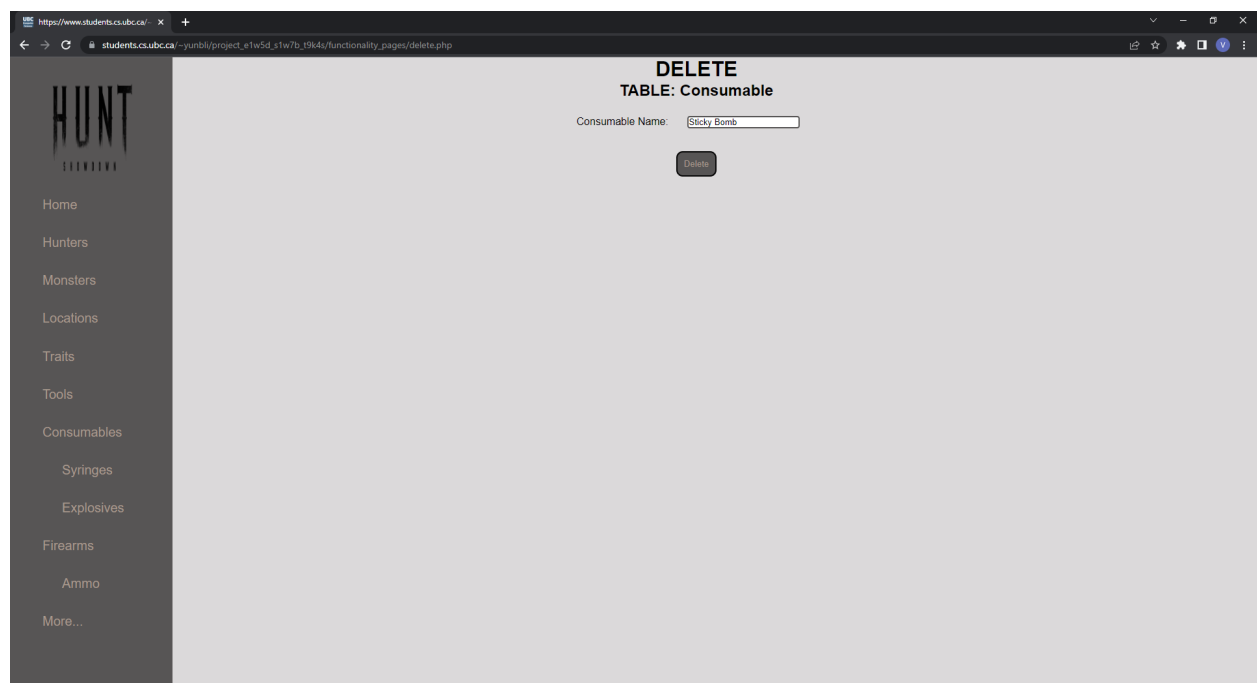 https://www.students.cs.ubc.ca/~
students.cs.ubc.ca/~yunbli/project_e1w5d_s1w7b_t9k4s/functionality_pages/delete.php
V
HUNT
SHOWDOWN
Home
Hunters
Monsters
Locations
Traits
Tools
Consumables
Syringes
Explosives
Firearms
Ammo
More...
DELETE
TABLE: Consumable
Consumable Name: Sticky Bomb
Delete